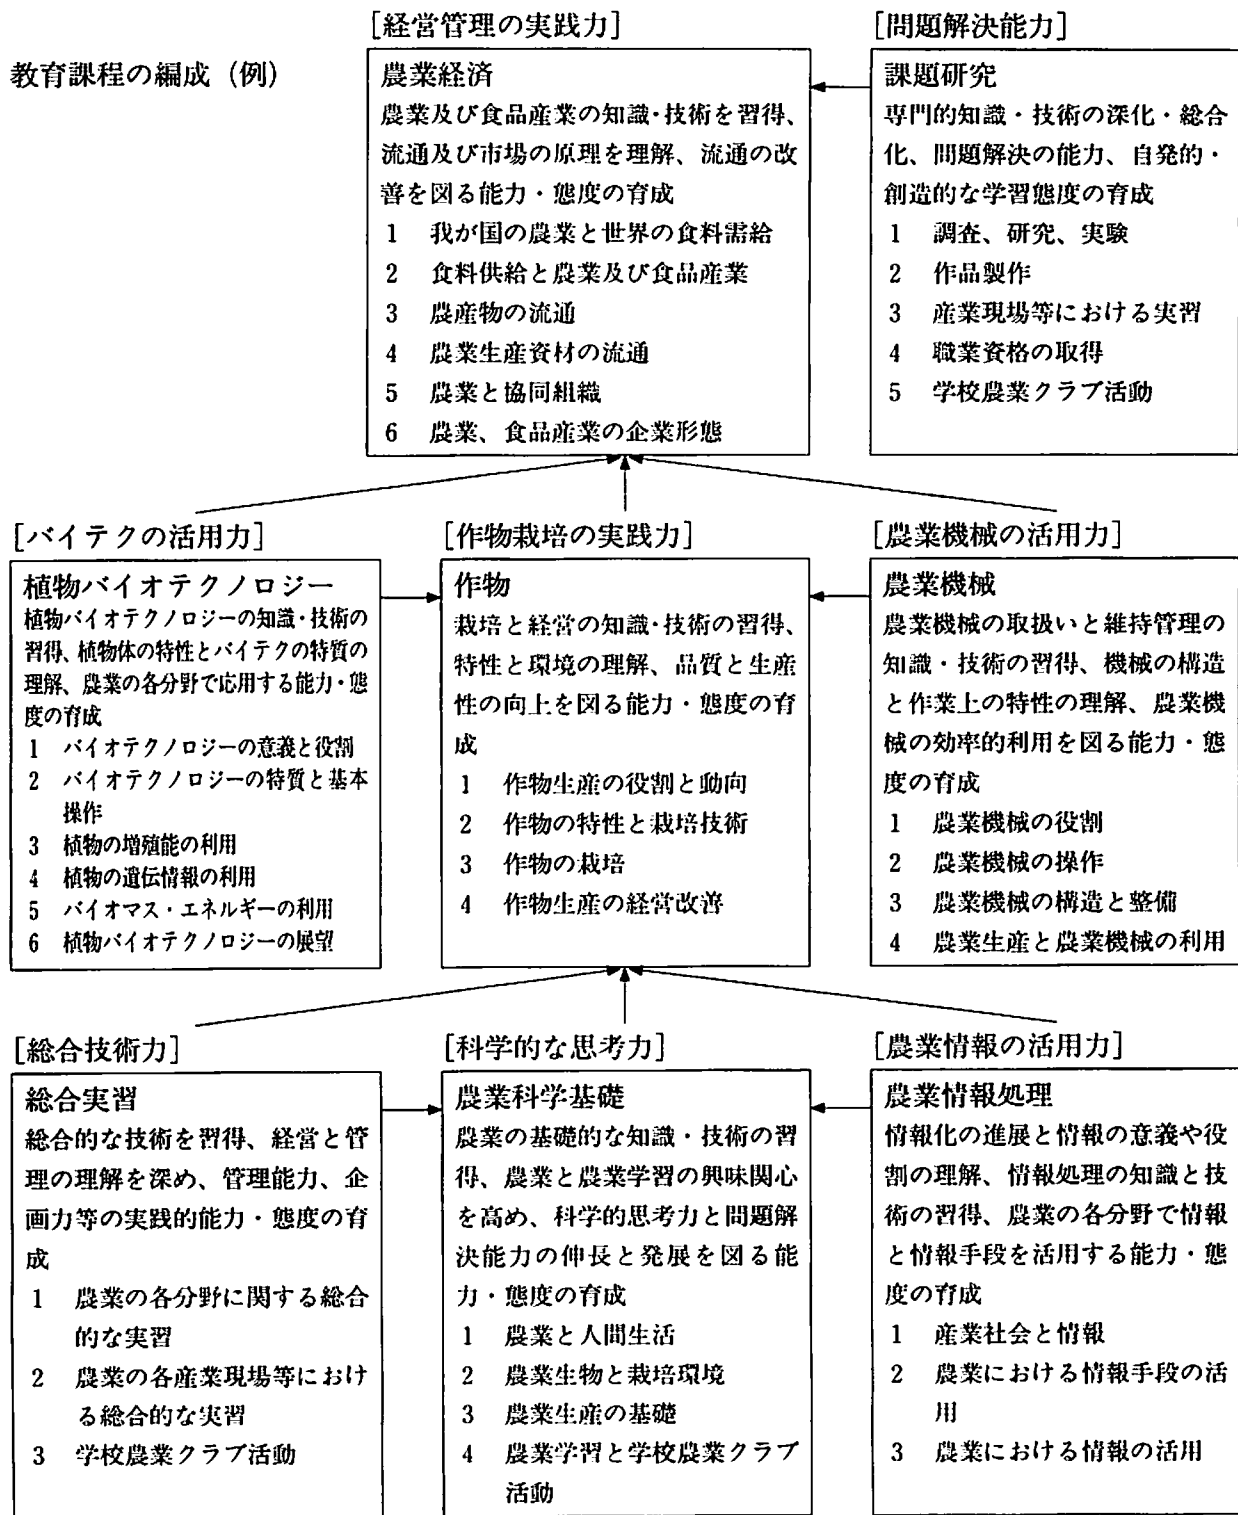 教育課程の編成（例）
［経営管理の実践力］
農業経済
農業及び食品産業の知識・技術を習得、
流通及び市場の原理を理解、流通の改
善を図る能力・態度の育成
1　我が国の農業と世界の食料需給
2　食料供給と農業及び食品産業
3　農産物の流通
4　農業生産資材の流通
5　農業と協同組織
6　農業、食品産業の企業形態
［問題解決能力］
課題研究
専門的知識・技術の深化・総合
化、問題解決の能力、自発的・
創造的な学習態度の育成
1　調査、研究、実験
2　作品製作
3　産業現場等における実習
4　職業資格の取得
5　学校農業クラブ活動
［バイテクの活用力］
植物バイオテクノロジー
植物バイオテクノロジーの知識・技術の
習得、植物体の特性とバイテクの特質の
理解、農業の各分野で応用する能力・態
度の育成
1　バイオテクノロジーの意義と役割
2　バイオテクノロジーの特質と基本
操作
3　植物の増殖能の利用
4　植物の遺伝情報の利用
5　バイオマス・エネルギーの利用
6　植物バイオテクノロジーの展望
［作物栽培の実践力］
作物
栽培と経営の知識・技術の習得、
特性と環境の理解、品質と生産
性の向上を図る能力・態度の育
成
1　作物生産の役割と動向
2　作物の特性と栽培技術
3　作物の栽培
4　作物生産の経営改善
［農業機械の活用力］
農業機械
農業機械の取扱いと維持管理の
知識・技術の習得、機械の構造
と作業上の特性の理解、農業機
械の効率的利用を図る能力・態
度の育成
1　農業機械の役割
2　農業機械の操作
3　農業機械の構造と整備
4　農業生産と農業機械の利用
［総合技術力］
総合実習
総合的な技術を習得、経営と管
理の理解を深め、管理能力、企
画力等の実践的能力・態度の育
成
1　農業の各分野に関する総合
的な実習
2　農業の各産業現場等におけ
る総合的な実習
3　学校農業クラブ活動
［科学的な思考力］
農業科学基礎
農業の基礎的な知識・技術の習
得、農業と農業学習の興味関心
を高め、科学的思考力と問題解
決能力の伸長と発展を図る能
力・態度の育成
1　農業と人間生活
2　農業生物と栽培環境
3　農業生産の基礎
4　農業学習と学校農業クラブ
活動
［農業情報の活用力］
農業情報処理
情報化の進展と情報の意義や役
割の理解、情報処理の知識と技
術の習得、農業の各分野で情報
と情報手段を活用する能力・態
度の育成
1　産業社会と情報
2　農業における情報手段の活
用
3　農業における情報の活用